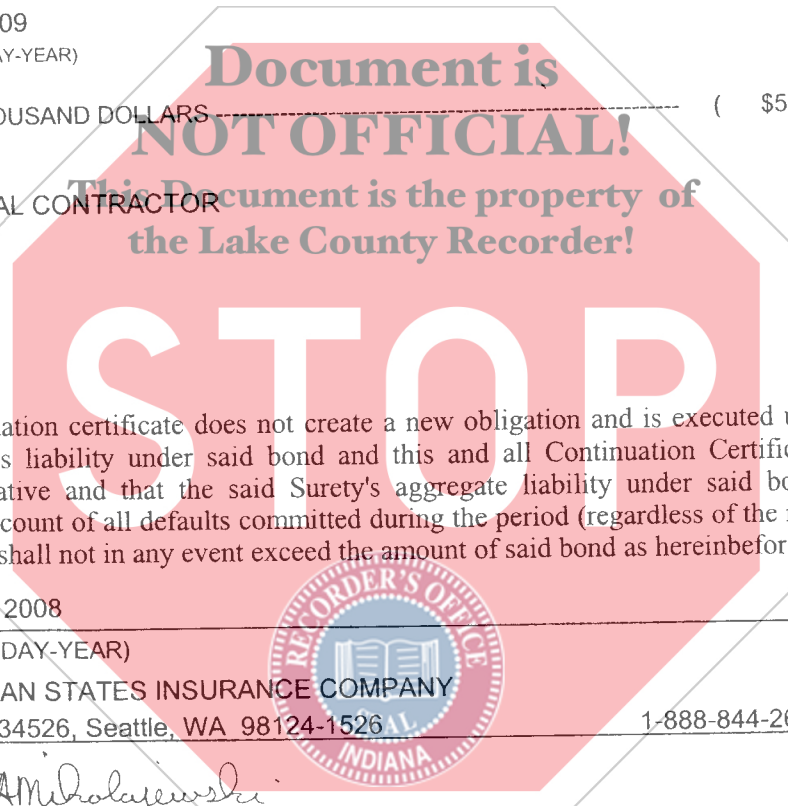 09
AY-YEAR)
Document is
OUSAND DOLLARS ---------------------------------------- ( $5
NOT OFFICIAL!
This Document is the property of
AL CONTRACTOR
the Lake County Recorder!
STOP
ation certificate does not create a new obligation and is executed u
s liability under said bond and this and all Continuation Certific
ative and that the said Surety's aggregate liability under said bo
count of all defaults committed during the period (regardless of the
shall not in any event exceed the amount of said bond as hereinbefor
2008
DAY-YEAR)
AN STATES INSURANCE COMPANY
34526, Seattle, WA 98124-1526 1-888-844-26
RECORDER'S OFFICE
SEAL
INDIANA
AMikolajewski